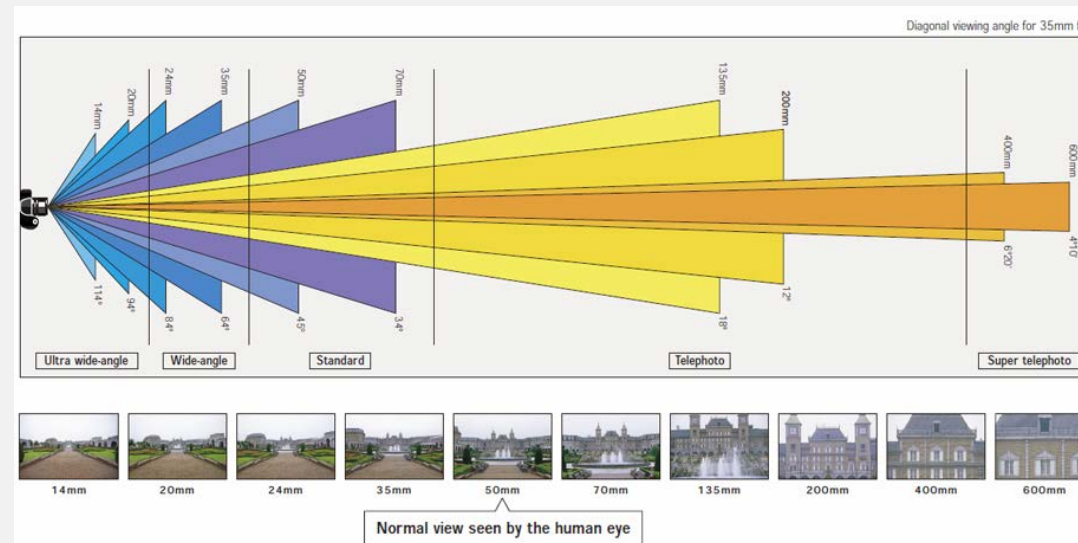 Diagonal viewing angle for 35mm
14mm
20mm
24mm
35mm
50mm
70mm
135mm
200mm
400mm
600mm
114°
94°
84°
64°
45°
34°
18°
12°
6°20'
4°10'
Ultra wide-angle
Wide-angle
Standard
Telephoto
Super telephoto
14mm
20mm
24mm
35mm
50mm
70mm
135mm
200mm
400mm
600mm
Normal view seen by the human eye